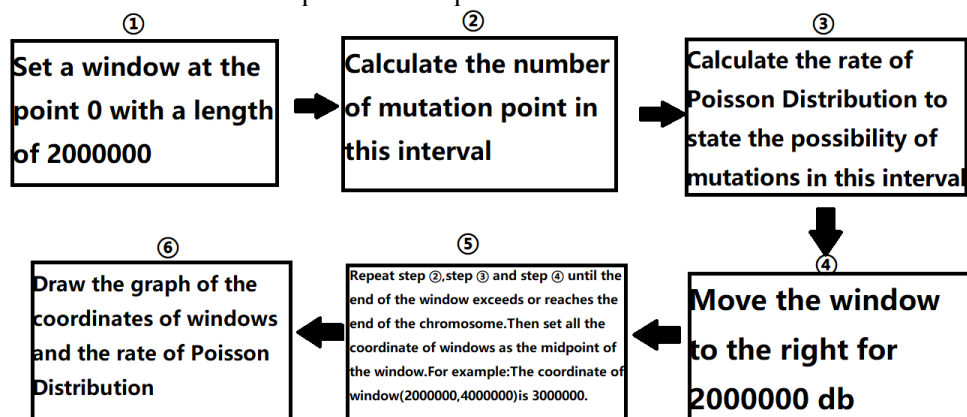 ①
Set a window at the
point 0 with a length
of 2000000
②
Calculate the number
of mutation point in
this interval
③
Calculate the rate of
Poisson Distribution to
state the possibility of
mutations in this interval
④
Move the window
to the right for
2000000 db
⑤
Repeat step ②,step ③ and step ④ until the
end of the window exceeds or reaches the
end of the chromosome.Then set all the
coordinate of windows as the midpoint of
the window.For example:The coordinate of
window(2000000,4000000)is 3000000.
⑥
Draw the graph of the
coordinates of windows
and the rate of Poisson
Distribution